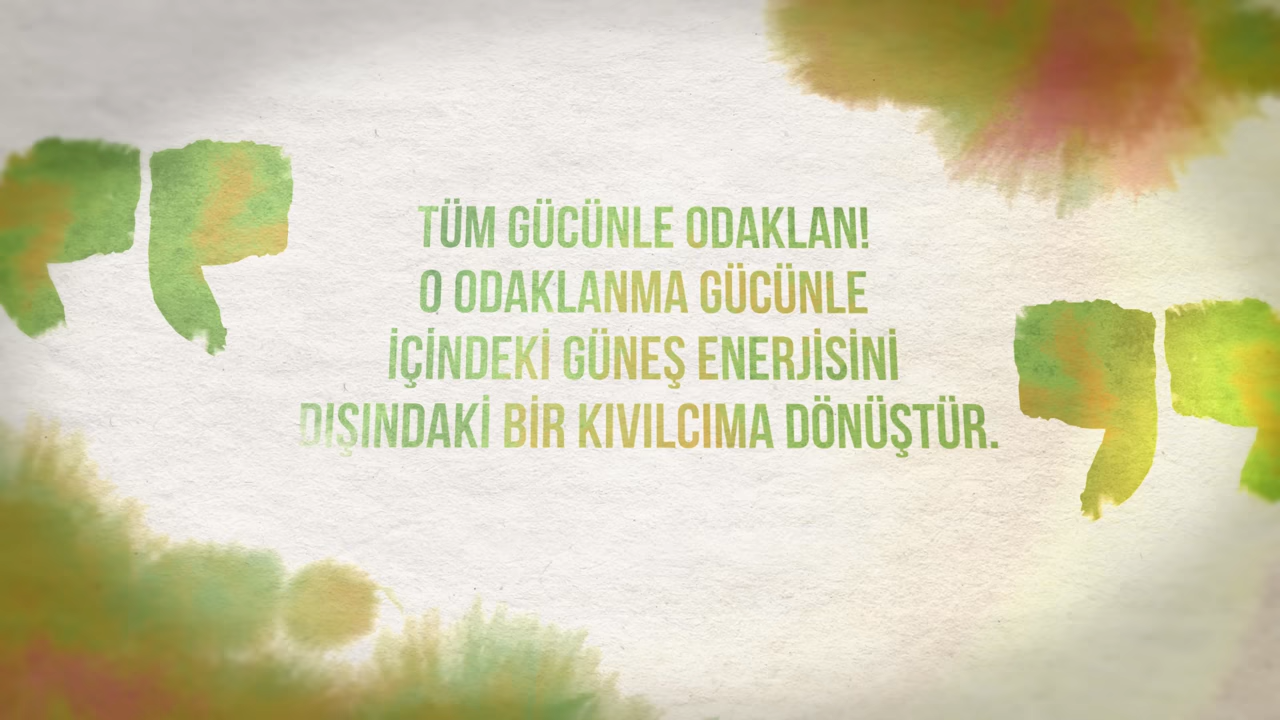 TÜM GÜCÜNLE ODAKLAN!
O ODAKLANMA GÜCÜNLE
İÇİNDEKİ GÜNEŞ ENERJİSİNİ
DIŞINDAKİ BİR KIVILCIMA DÖNÜŞTÜR.